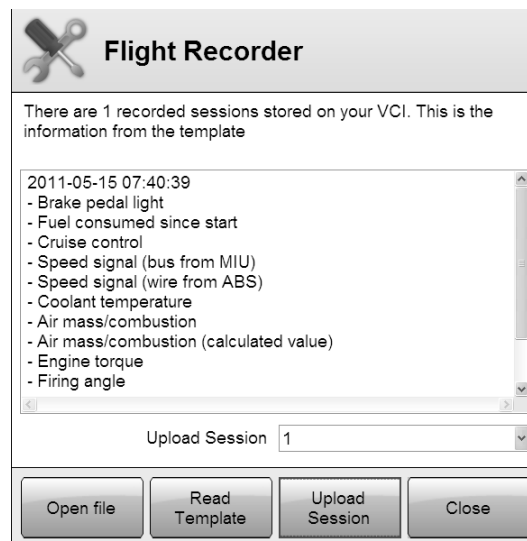 Flight Recorder
There are 1 recorded sessions stored on your VCI. This is the
information from the template
2011-05-15 07:40:39
- Brake pedal light
- Fuel consumed since start
- Cruise control
- Speed signal (bus from MIU)
- Speed signal (wire from ABS)
- Coolant temperature
- Air mass/combustion
- Air mass/combustion (calculated value)
- Engine torque
- Firing angle
Upload Session 1
Open file
Read
Template
Upload
Session
Close